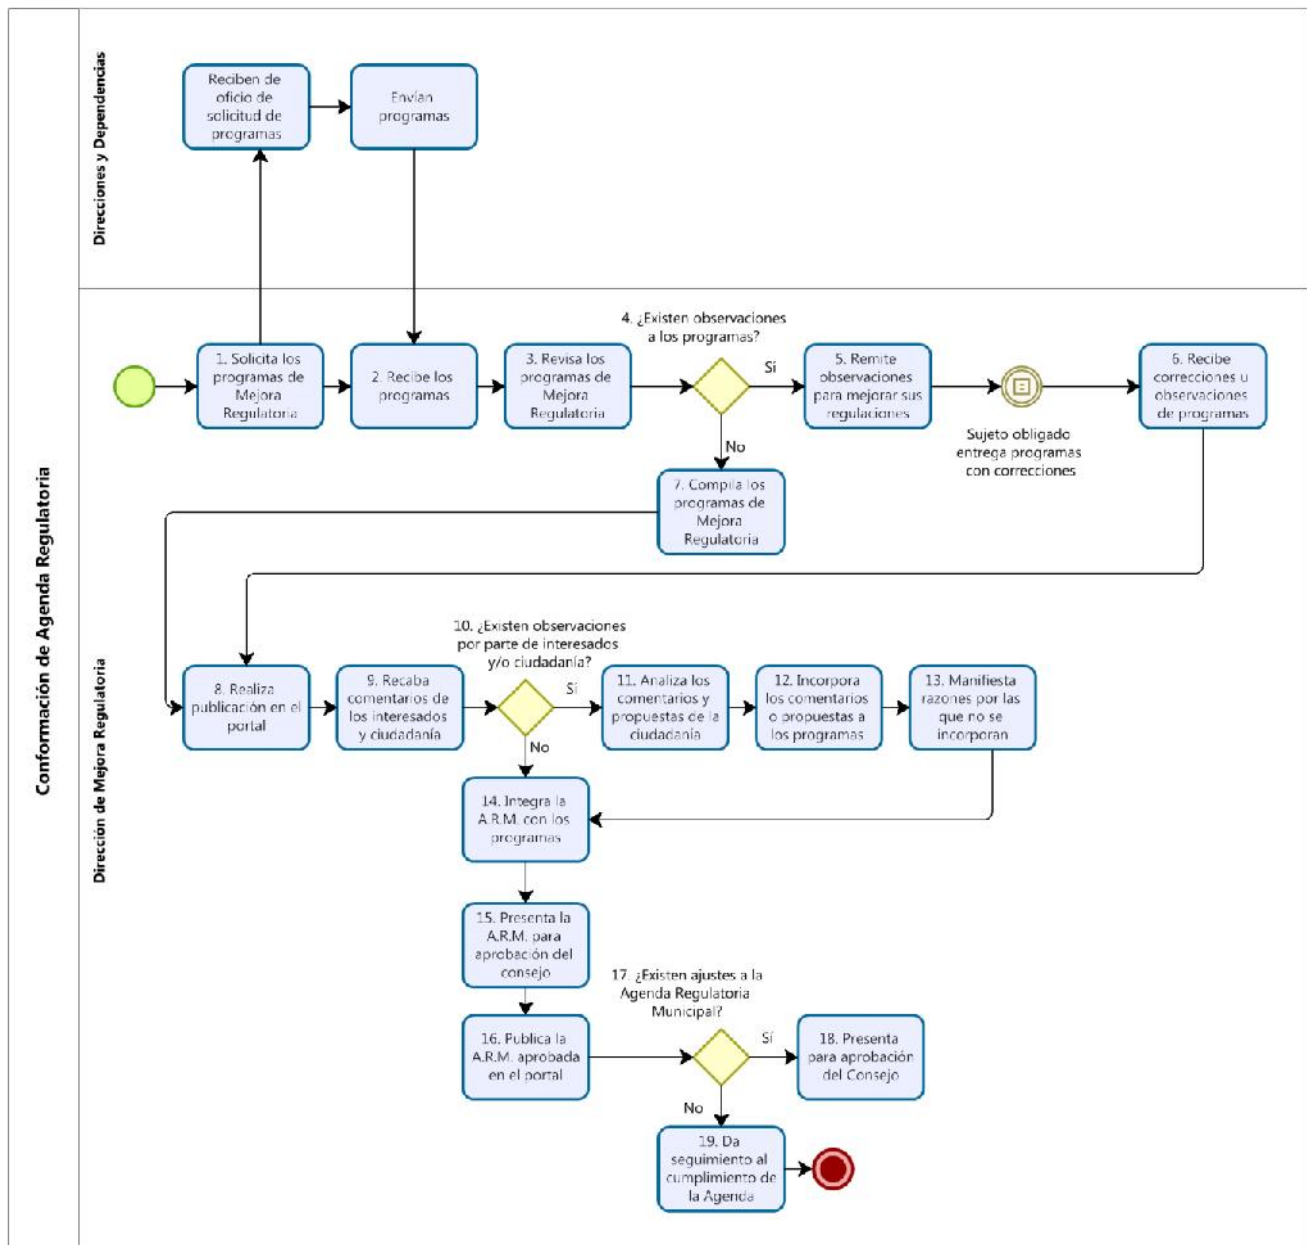 Conformación de Agenda Regulatoria
Direcciones y Dependencias
Reciben de
oficio de
solicitud de
programas
Envían
programas
Dirección de Mejora Regulatoria
1. Solicita los
programas de
Mejora
Regulatoria
2. Recibe los
programas
3. Revisa los
programas de
Mejora
Regulatoria
4. ¿Existen observaciones
a los programas?
Sí
No
5. Remite
observaciones
para mejorar sus
regulaciones
Sujeto obligado
entrega programas
con correcciones
6. Recibe
correcciones u
observaciones
de programas
7. Compila los
programas de
Mejora
Regulatoria
8. Realiza
publicación en el
portal
9. Recaba
comentarios de
los interesados
y ciudadanía
10. ¿Existen observaciones
por parte de interesados
y/o ciudadanía?
Sí
No
11. Analiza los
comentarios y
propuestas de la
ciudadanía
12. Incorpora
los comentarios
o propuestas a
los programas
13. Manifiesta
razones por las
que no se
incorporan
14. Integra la
A.R.M. con los
programas
15. Presenta la
A.R.M. para
aprobación del
consejo
16. Publica la
A.R.M. aprobada
en el portal
17. ¿Existen ajustes a la
Agenda Regulatoria
Municipal?
Sí
No
18. Presenta
para aprobación
del Consejo
19. Da
seguimiento al
cumplimiento de
la Agenda